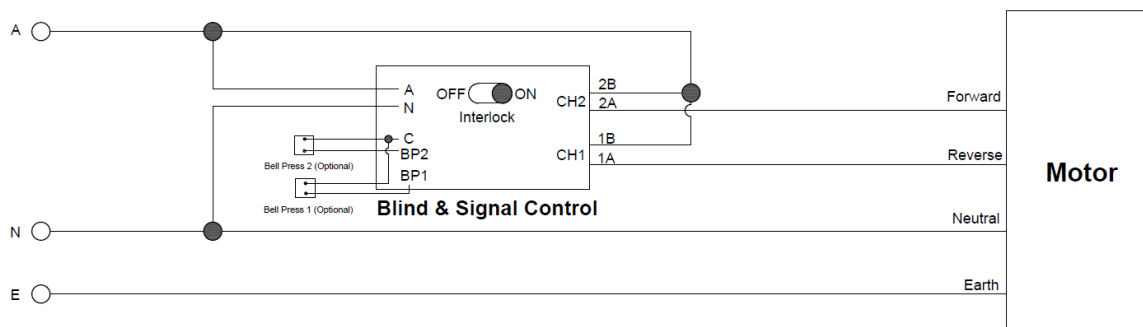 A
A
N
OFF
ON
Interlock
CH2
2B
2A
Forward
C
BP2
BP1
CH1
1B
1A
Reverse
Bell Press 2 (Optional)
Bell Press 1 (Optional)
Blind & Signal Control
Motor
N
Neutral
E
Earth